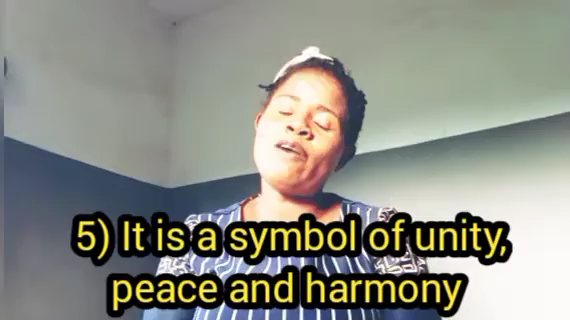 5) It is a symbol of unity,
peace and harmony